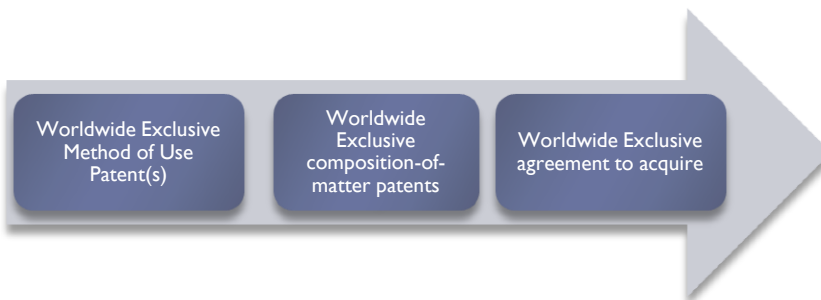 Worldwide Exclusive
Method of Use
Patent(s)
Worldwide
Exclusive
composition-of-
matter patents
Worldwide Exclusive
agreement to acquire